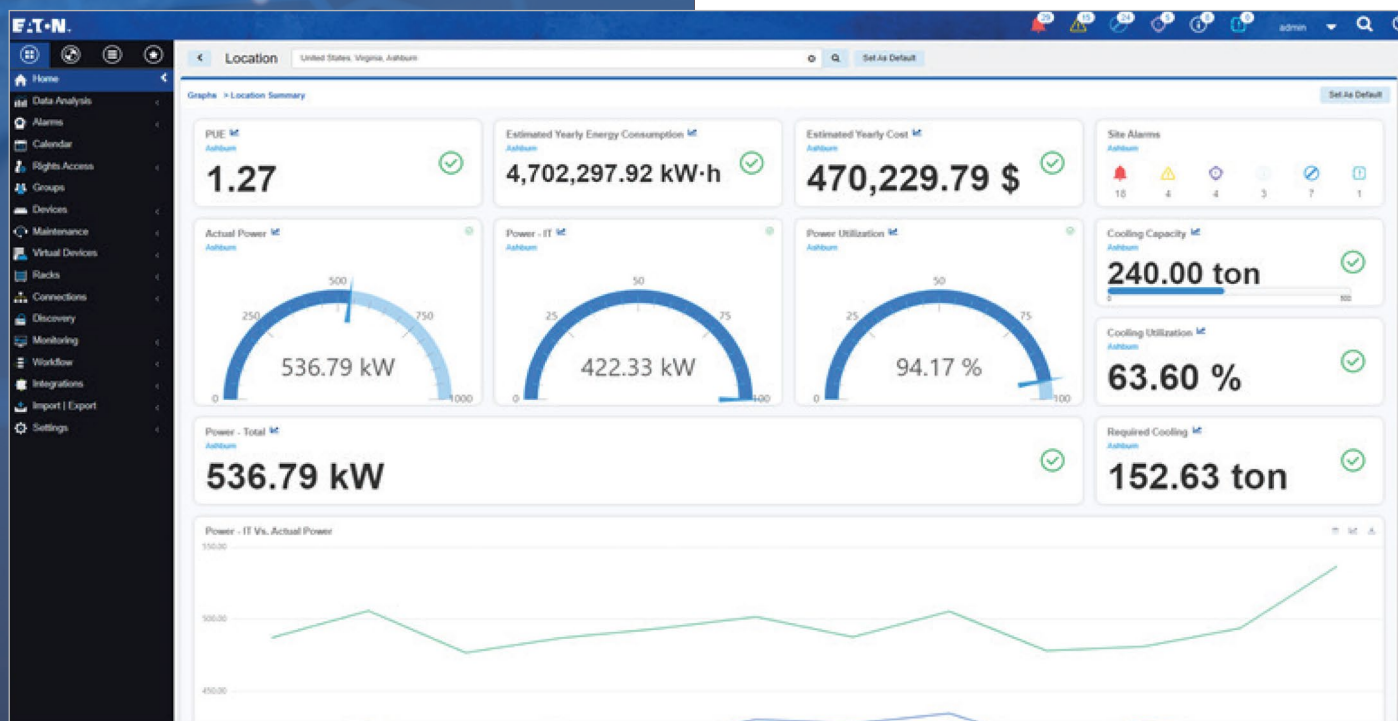 E·T·N.
29 15 24 5 8 0 admin
Location United States, Virginia, Ashburn Set As Default
Home
Data Analysis
Alarms
Calendar
Rights Access
Groups
Devices
Maintenance
Virtual Devices
Racks
Connections
Discovery
Monitoring
Workflow
Integrations
Import | Export
Settings
Graphs > Location Summary Set As Default
PUE
Ashburn
1.27
Estimated Yearly Energy Consumption
Ashburn
4,702,297.92 kW·h
Estimated Yearly Cost
Ashburn
470,229.79 $
Site Alarms
Ashburn
18 4 4 3 7 1
Actual Power
Ashburn
500
250 750
536.79 kW
0 1000
Power - IT
Ashburn
50
25 75
422.33 kW
0 100
Power Utilization
Ashburn
50
25 75
94.17 %
0 100
Cooling Capacity
Ashburn
240.00 ton
0
Cooling Utilization
Ashburn
63.60 %
Power - Total
Ashburn
536.79 kW
Required Cooling
Ashburn
152.63 ton
Power - IT Vs. Actual Power
550.00
500.00
450.00